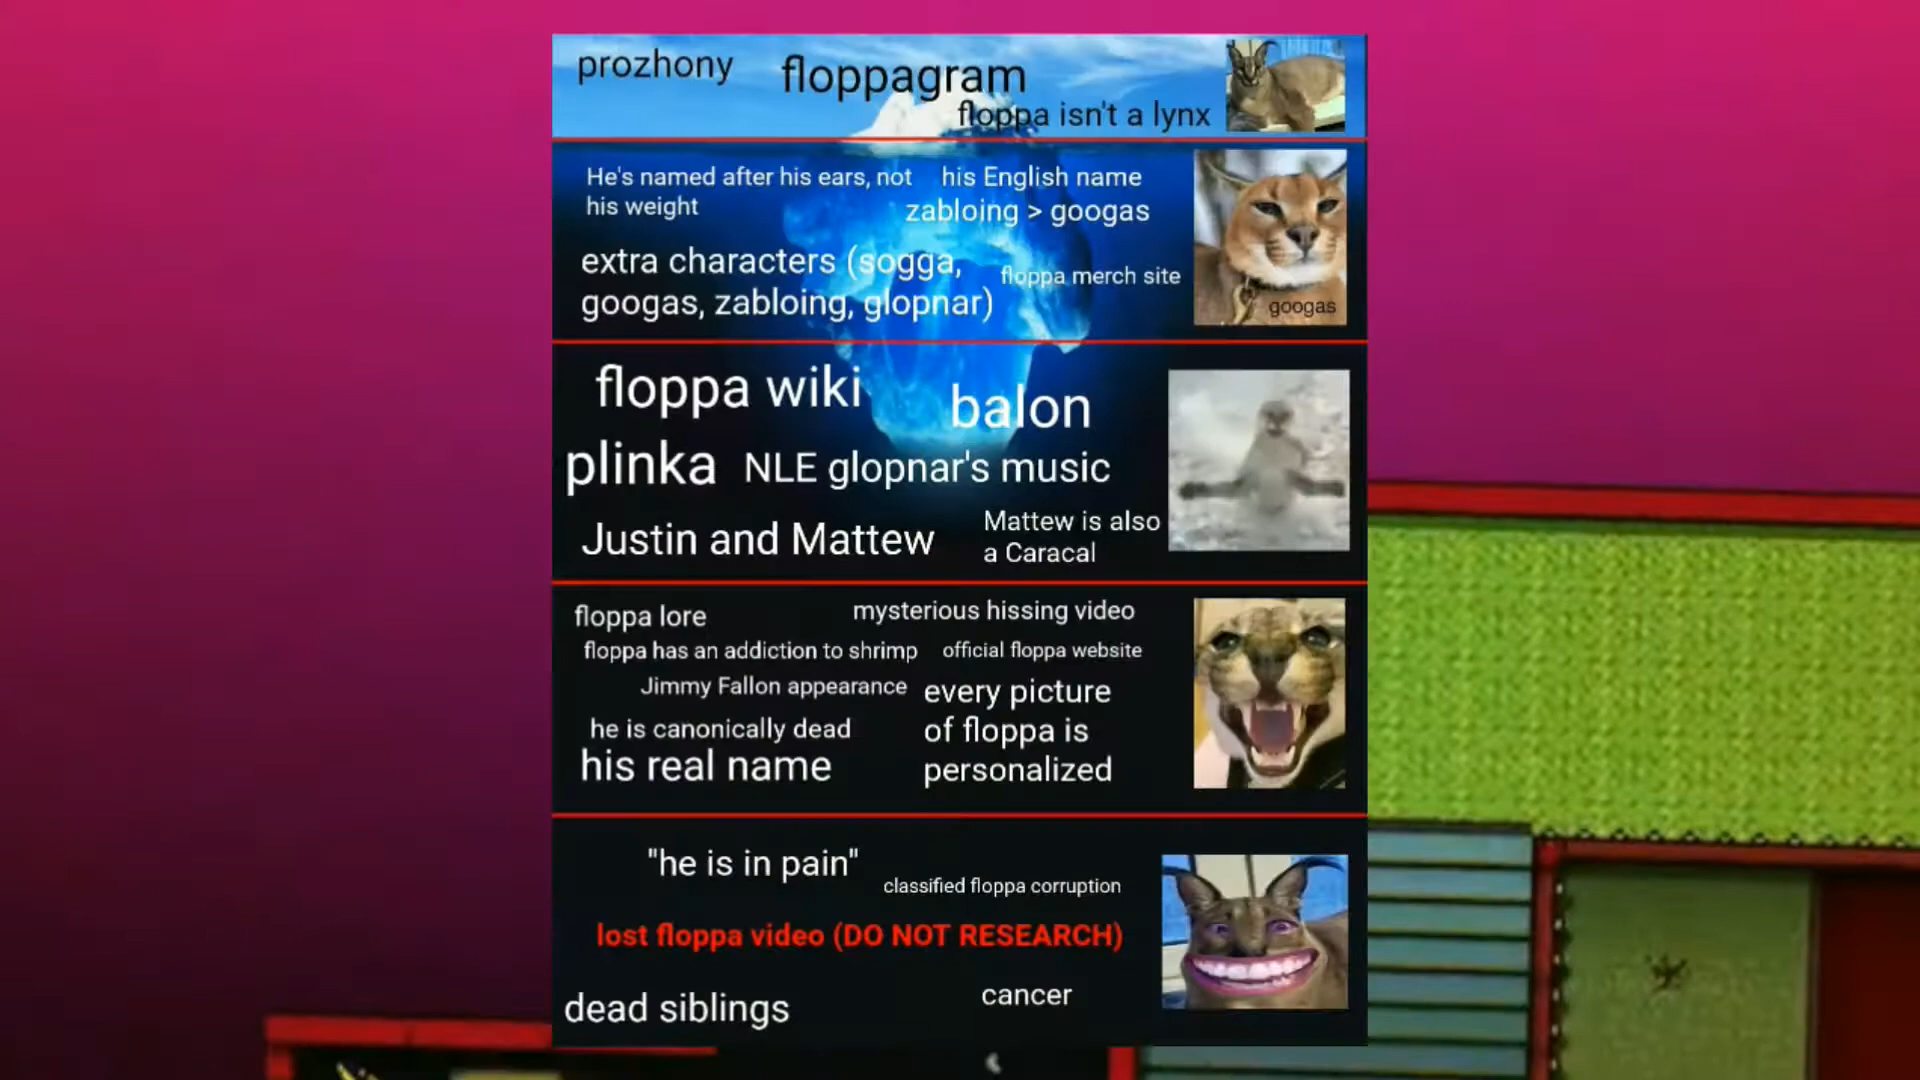 prozhony
floppagram
floppa isn't a lynx
He's named after his ears, not
his weight
his English name
zabloing > googas
extra characters (sogga,
googas, zabloing, glopnar)
floppa merch site
googas
floppa wiki
balon
plinka
NLE glopnar's music
Justin and Mattew
Mattew is also
a Caracal
floppa lore
mysterious hissing video
floppa has an addiction to shrimp
official floppa website
Jimmy Fallon appearance
every picture
of floppa is
personalized
he is canonically dead
his real name
"he is in pain"
classified floppa corruption
lost floppa video (DO NOT RESEARCH)
cancer
dead siblings